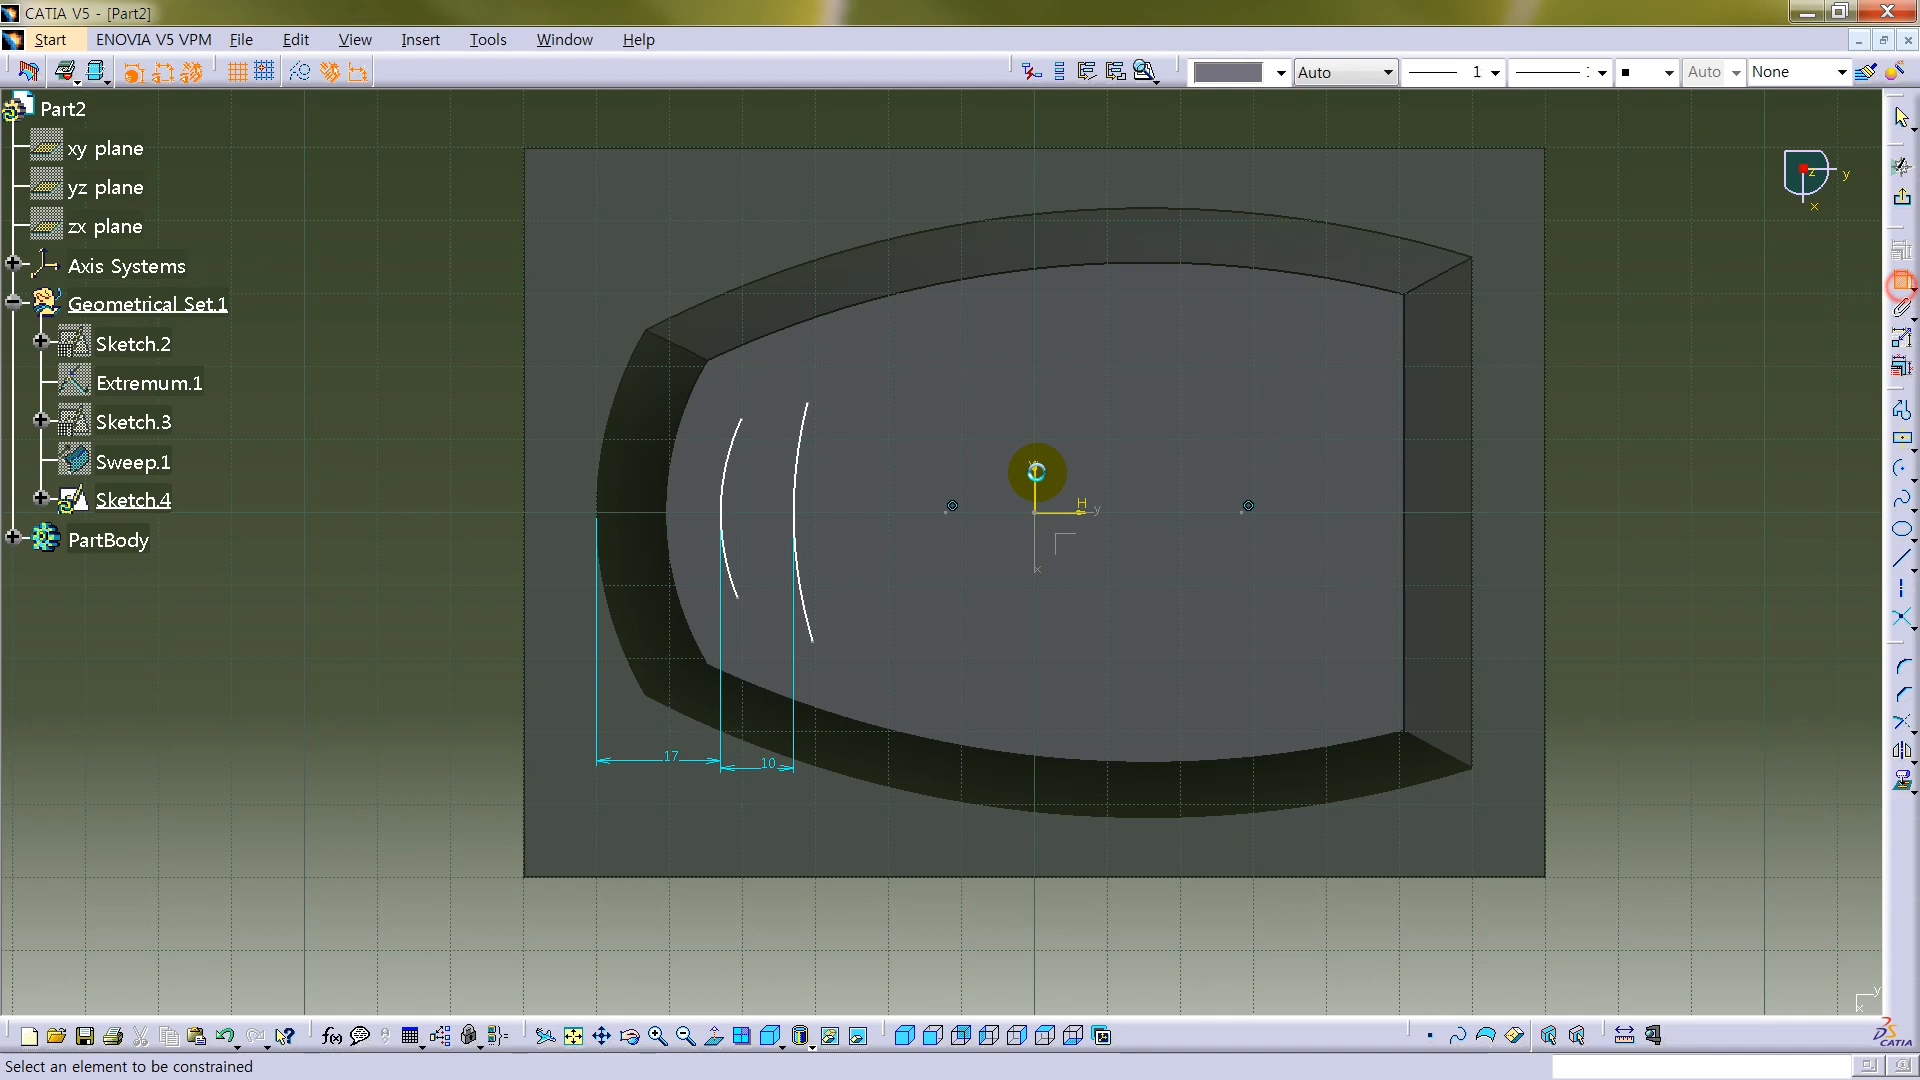 CATIA V5 - [Part2]
Start ENOVIA V5 VPM File Edit View Insert Tools Window Help
Auto 1 : Auto None
Part2
xy plane
yz plane
zx plane
Axis Systems
Geometrical Set.1
Sketch.2
Extremum.1
Sketch.3
Sweep.1
Sketch.4
PartBody
z y
x
H
y
x
17
10
y
x
f(x)
CATIA
Select an element to be constrained